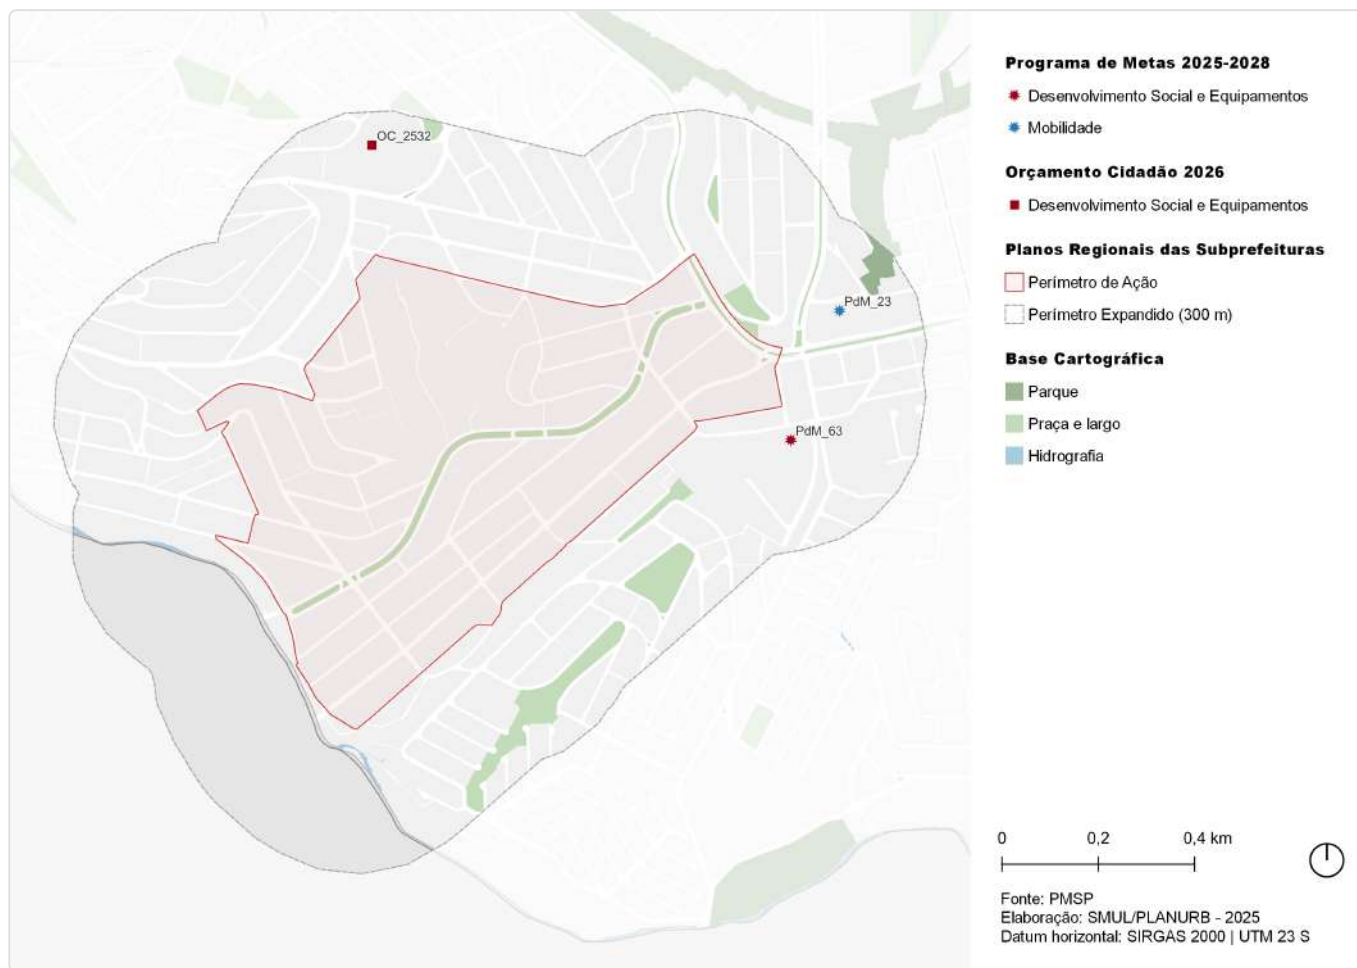 OC_2532
PdM_23
PdM_63
Programa de Metas 2025-2028
Desenvolvimento Social e Equipamentos
Mobilidade
Orçamento Cidadão 2026
Desenvolvimento Social e Equipamentos
Planos Regionais das Subprefeituras
Perímetro de Ação
Perímetro Expandido (300 m)
Base Cartográfica
Parque
Praça e largo
Hidrografia
0 0,2 0,4 km
Fonte: PMSP
Elaboração: SMUL/PLANURB - 2025
Datum horizontal: SIRGAS 2000 | UTM 23 S